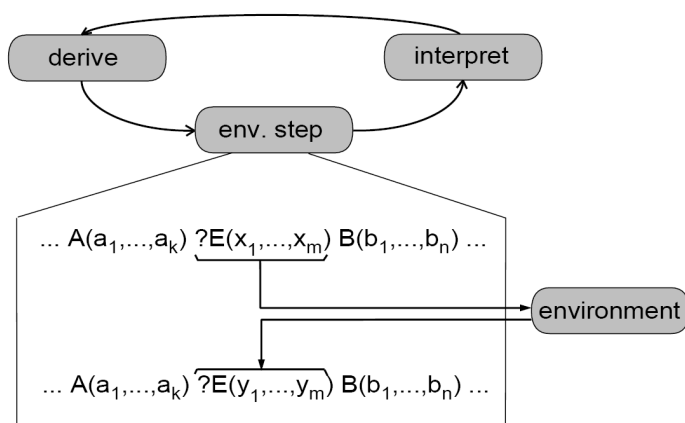 derive
interpret
env. step
... A(a₁,...,aₖ) ?E(x₁,...,xₘ) B(b₁,...,bₙ) ...
environment
... A(a₁,...,aₖ) ?E(y₁,...,yₘ) B(b₁,...,bₙ) ...